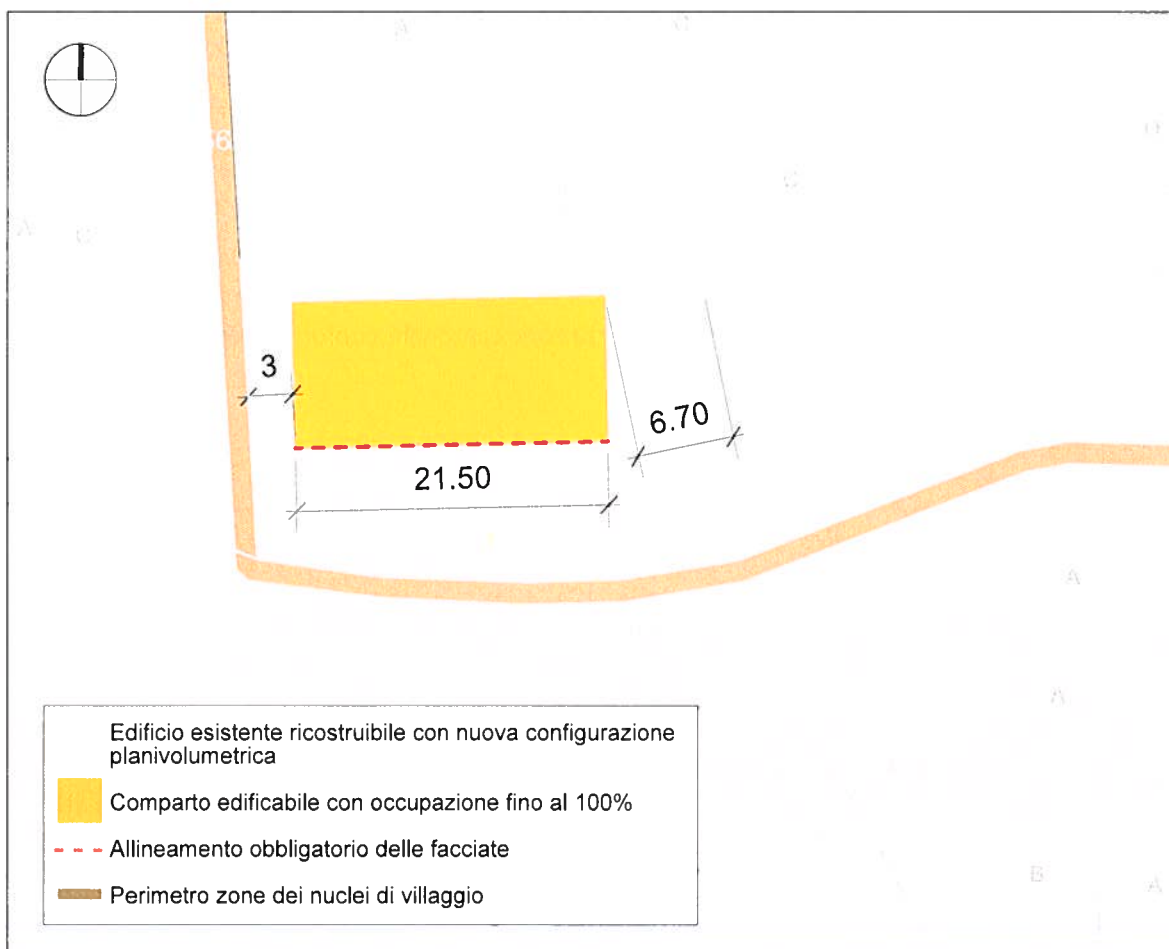 3
6.70
21.50
Edificio esistente ricostruibile con nuova configurazione
planivolumetrica
Comparto edificabile con occupazione fino al 100%
Allineamento obbligatorio delle facciate
Perimetro zone dei nuclei di villaggio